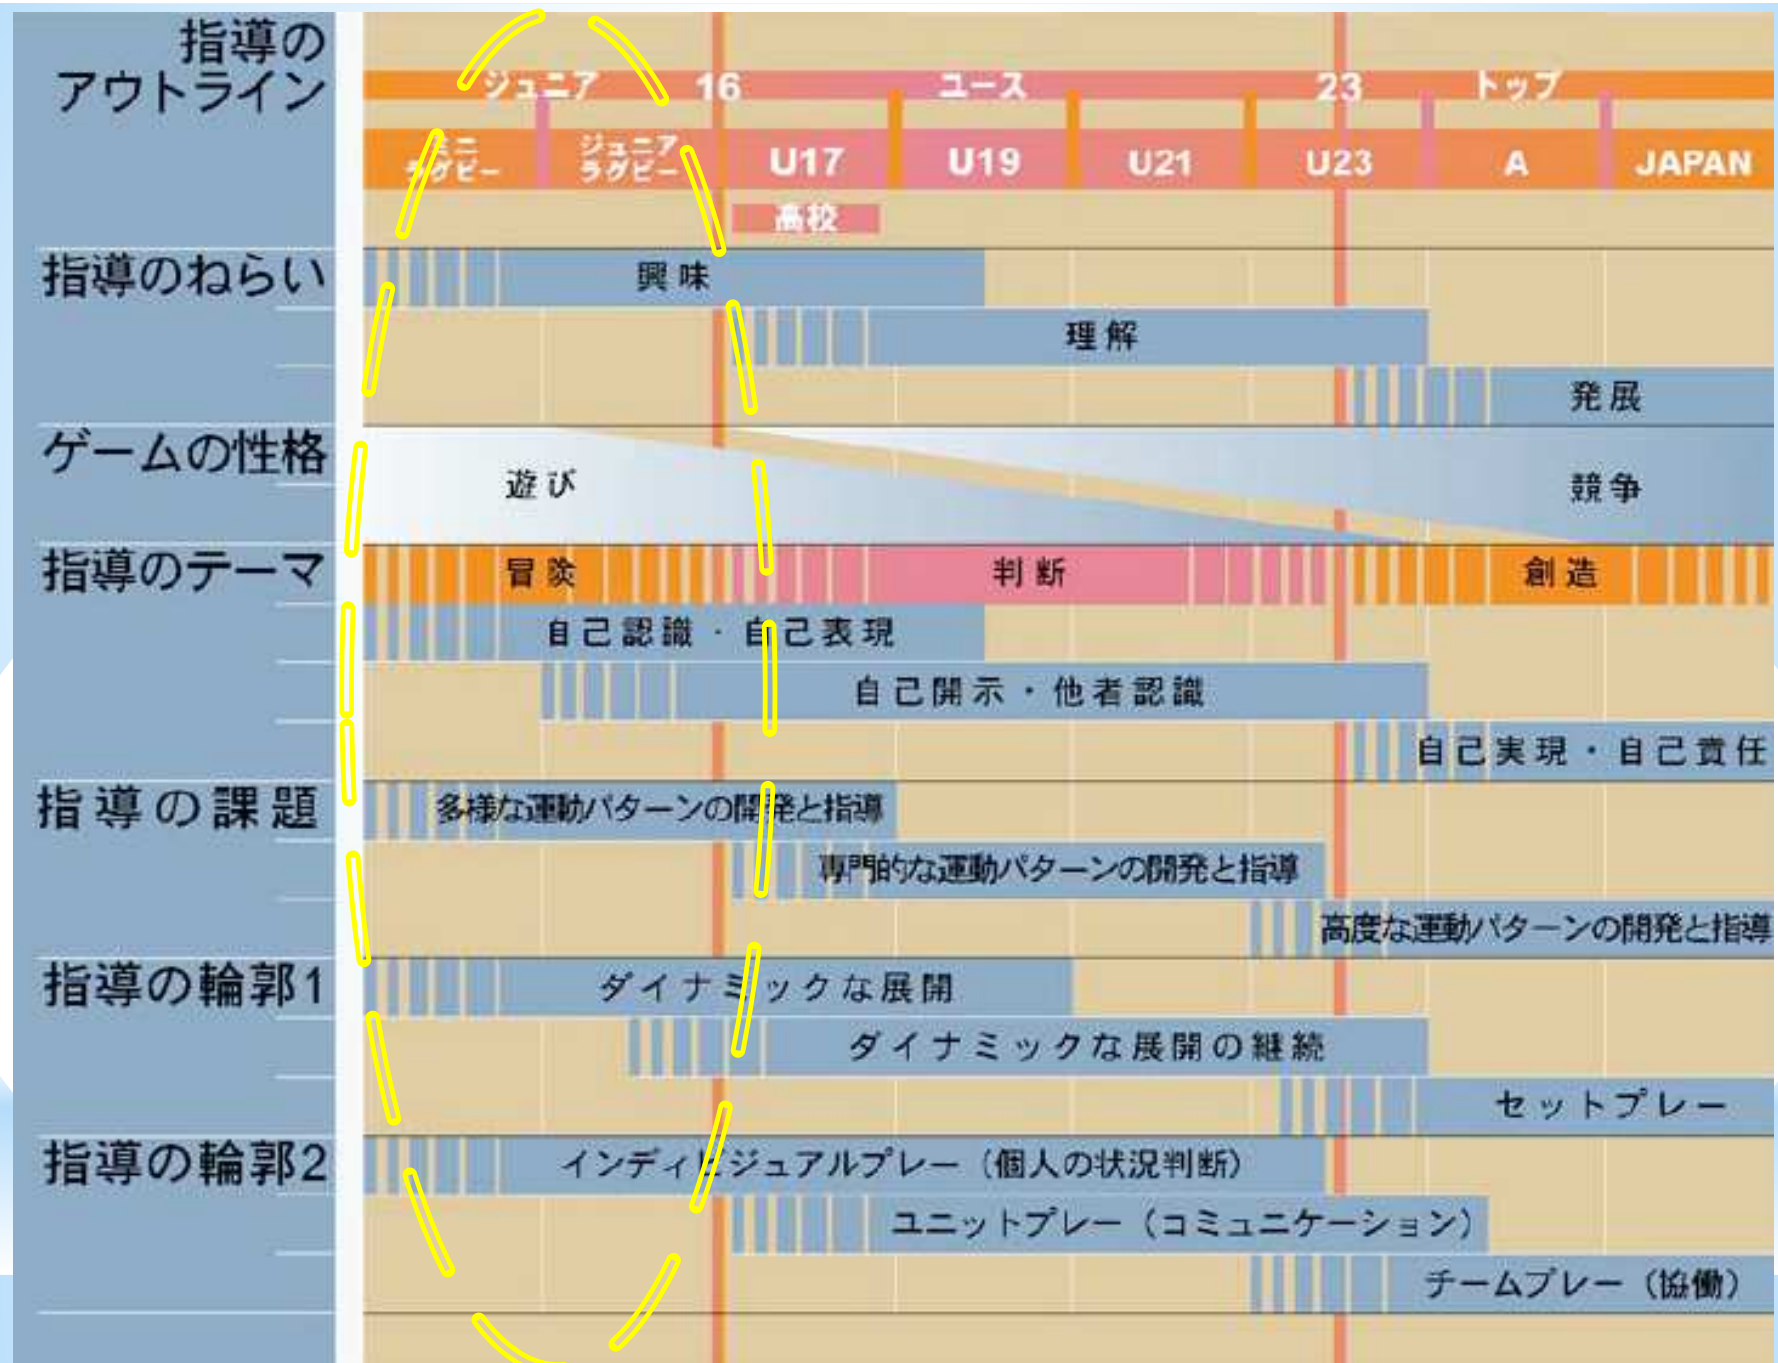 指導の
アウトライン
ジュニア 16 ユース 23 トップ
ミニ
ラグビー
ジュニア
ラグビー
U17 U19 U21 U23 A JAPAN
高校
指導のねらい 興味
理解
発展
ゲームの性格 遊び 競争
指導のテーマ 冒険 判断 創造
自己認識・自己表現
自己開示・他者認識
自己実現・自己責任
指導の課題 多様な運動パターンの開発と指導
専門的な運動パターンの開発と指導
高度な運動パターンの開発と指導
指導の輪郭1 ダイナミックな展開
ダイナミックな展開の継続
セットプレー
指導の輪郭2 インディビジュアルプレー（個人の状況判断）
ユニットプレー（コミュニケーション）
チームプレー（協働）